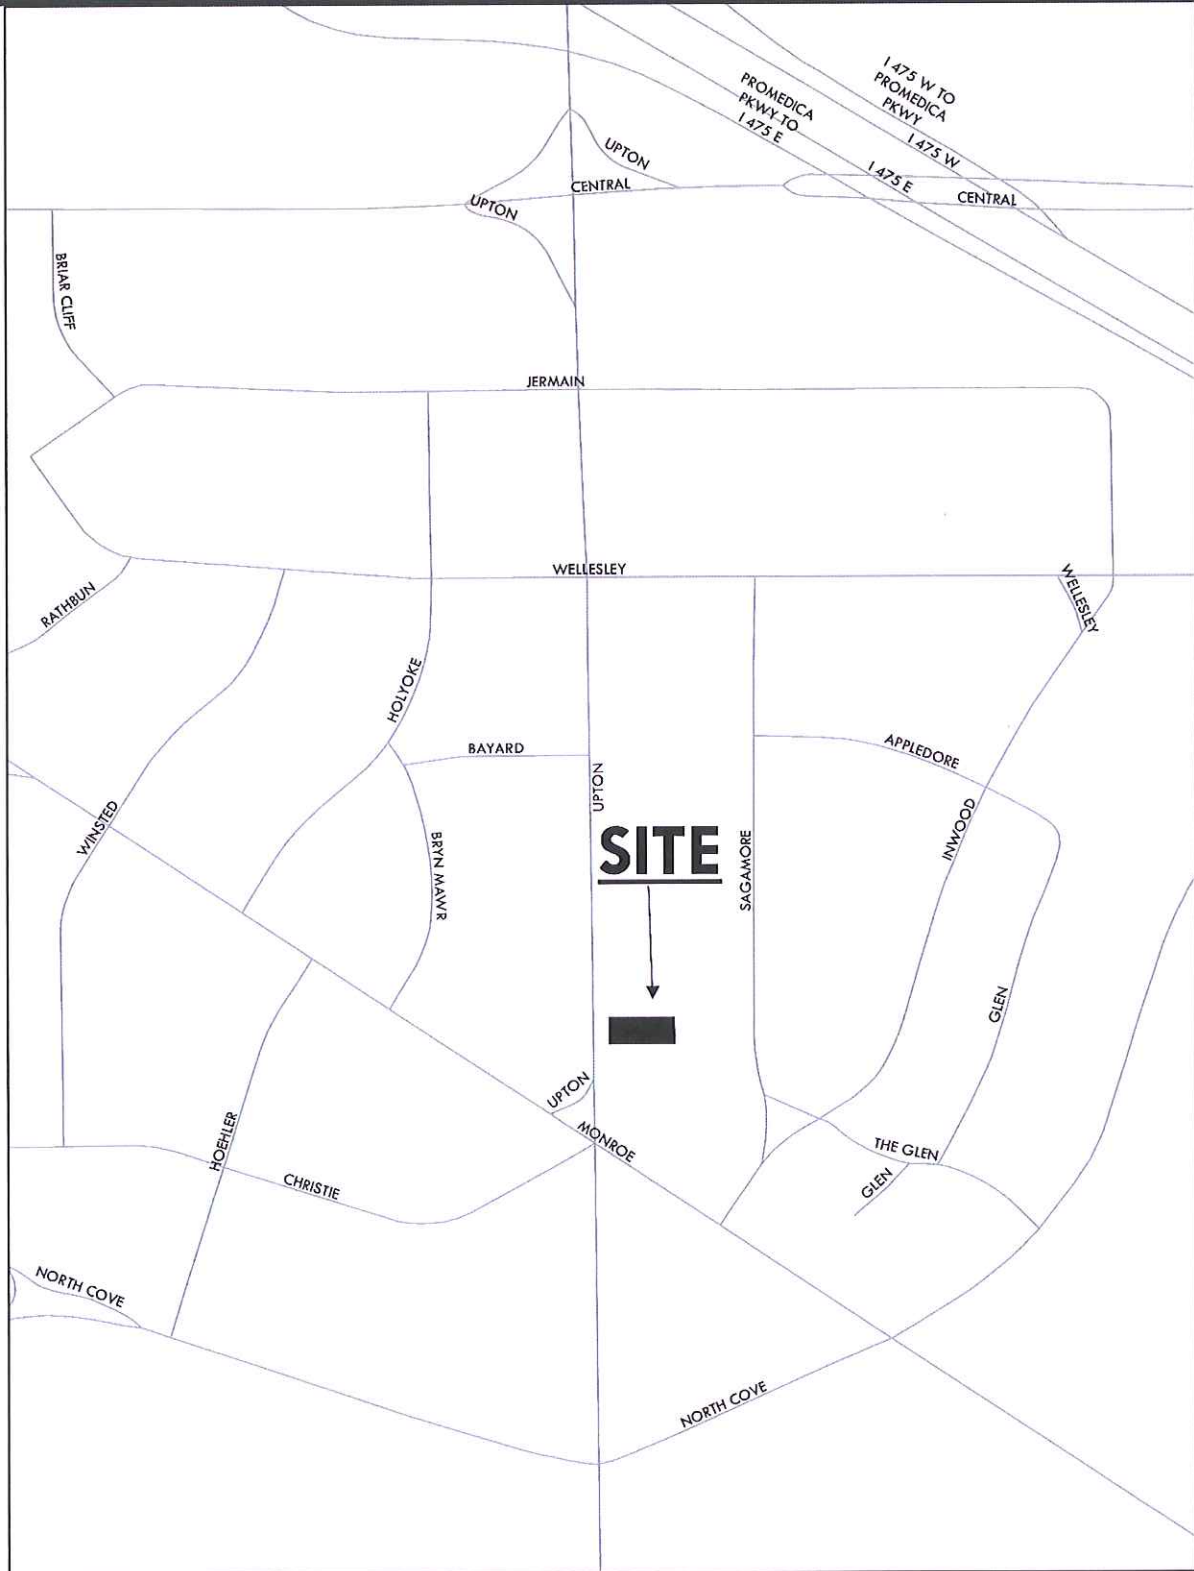 I 475 W TO
PROMEDICA
PKWY
PROMEDICA
PKWY TO
I 475 E
I 475 W
UPTON
I 475 E
CENTRAL
CENTRAL
UPTON
BRIAR CLIFF
JERMAIN
WELLESLEY
WELLESLEY
RATHBUN
HOLYOKE
BAYARD
APPLEDORE
UPTON
WINSTED
INWOOD
SITE
BRYN MAWR
SAGAMORE
GLEN
UPTON
MONROE
HOEHLER
THE GLEN
CHRISTIE
GLEN
NORTH COVE
NORTH COVE